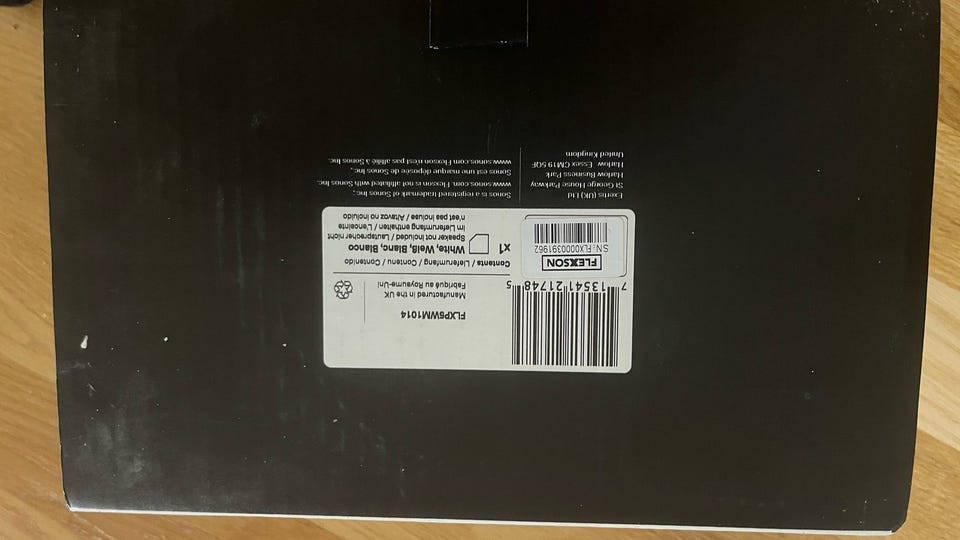 FLXP5WM1014
Manufactured in the UK
Fabriqué au Royaume-Uni
7 13541 21748 5
FLEXSON
SN: FLX0000391962
Contents / Lieferumfang / Contenu / Contenido
x1
White, Weiß, Blanc, Blanco
Speaker not included / Lautsprecher nicht
im Lieferumfang enthalten / L'enceinte
n'est pas incluse / Altavoz no incluido
Exertis (UK) Ltd
St George House Parkway
Harlow Business Park
Harlow Essex CM19 5QF
United Kingdom
Sonos is a registered trademark of Sonos Inc.,
www.sonos.com. Flexson is not affiliated with Sonos Inc.
Sonos est une marque déposée de Sonos Inc.,
www.sonos.com Flexson n'est pas affilié à Sonos Inc.